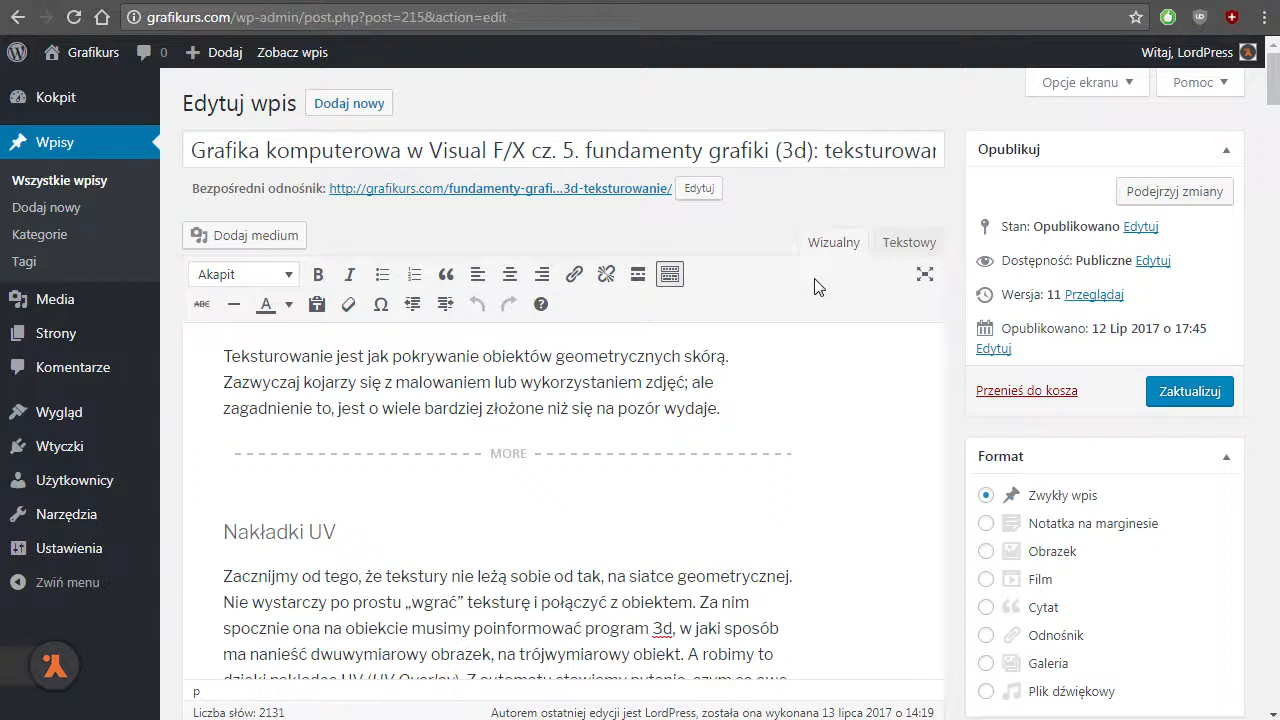 grafikurs.com/wp-admin/post.php?post=215&action=edit
Grafikurs 0 Dodaj Zobacz wpis Witaj, LordPress
Kokpit
Wpisy
Wszystkie wpisy
Dodaj nowy
Kategorie
Tagi
Media
Strony
Komentarze
Wygląd
Wtyczki
Użytkownicy
Narzędzia
Ustawienia
Zwiń menu
Opcje ekranu Pomoc
Edytuj wpis Dodaj nowy
Grafika komputerowa w Visual F/X cz. 5. fundamenty grafiki (3d): teksturowar
Bezpośredni odnośnik: http://grafikurs.com/fundamenty-grafi...3d-teksturowanie/ Edytuj
Dodaj medium
Wizualny Tekstowy
Akapit B I
ABC A Ω
Teksturowanie jest jak pokrywanie obiektów geometrycznych skórą.
Zazwyczaj kojarzy się z malowaniem lub wykorzystaniem zdjęć; ale
zagadnienie to, jest o wiele bardziej złożone niż się na pozór wydaje.
MORE
Nakładki UV
Zacznijmy od tego, że tekstury nie leżą sobie od tak, na siatce geometrycznej.
Nie wystarczy po prostu „wgrać” teksturę i połączyć z obiektem. Za nim
spocznie ona na obiekcie musimy poinformować program 3d, w jaki sposób
ma nanieść dwuwymiarowy obrazek, na trójwymiarowy obiekt. A robimy to
p
Liczba słów: 2131 Autorem ostatniej edycji jest LordPress, została ona wykonana 13 lipca 2017 o 14:19
Opublikuj
Podejrzyj zmiany
Stan: Opublikowano Edytuj
Dostępność: Publiczne Edytuj
Wersja: 11 Przeglądaj
Opublikowano: 12 Lip 2017 o 17:45
Edytuj
Przenieś do kosza Zaktualizuj
Format
Zwykły wpis
Notatka na marginesie
Obrazek
Film
Cytat
Odnośnik
Galeria
Plik dźwiękowy